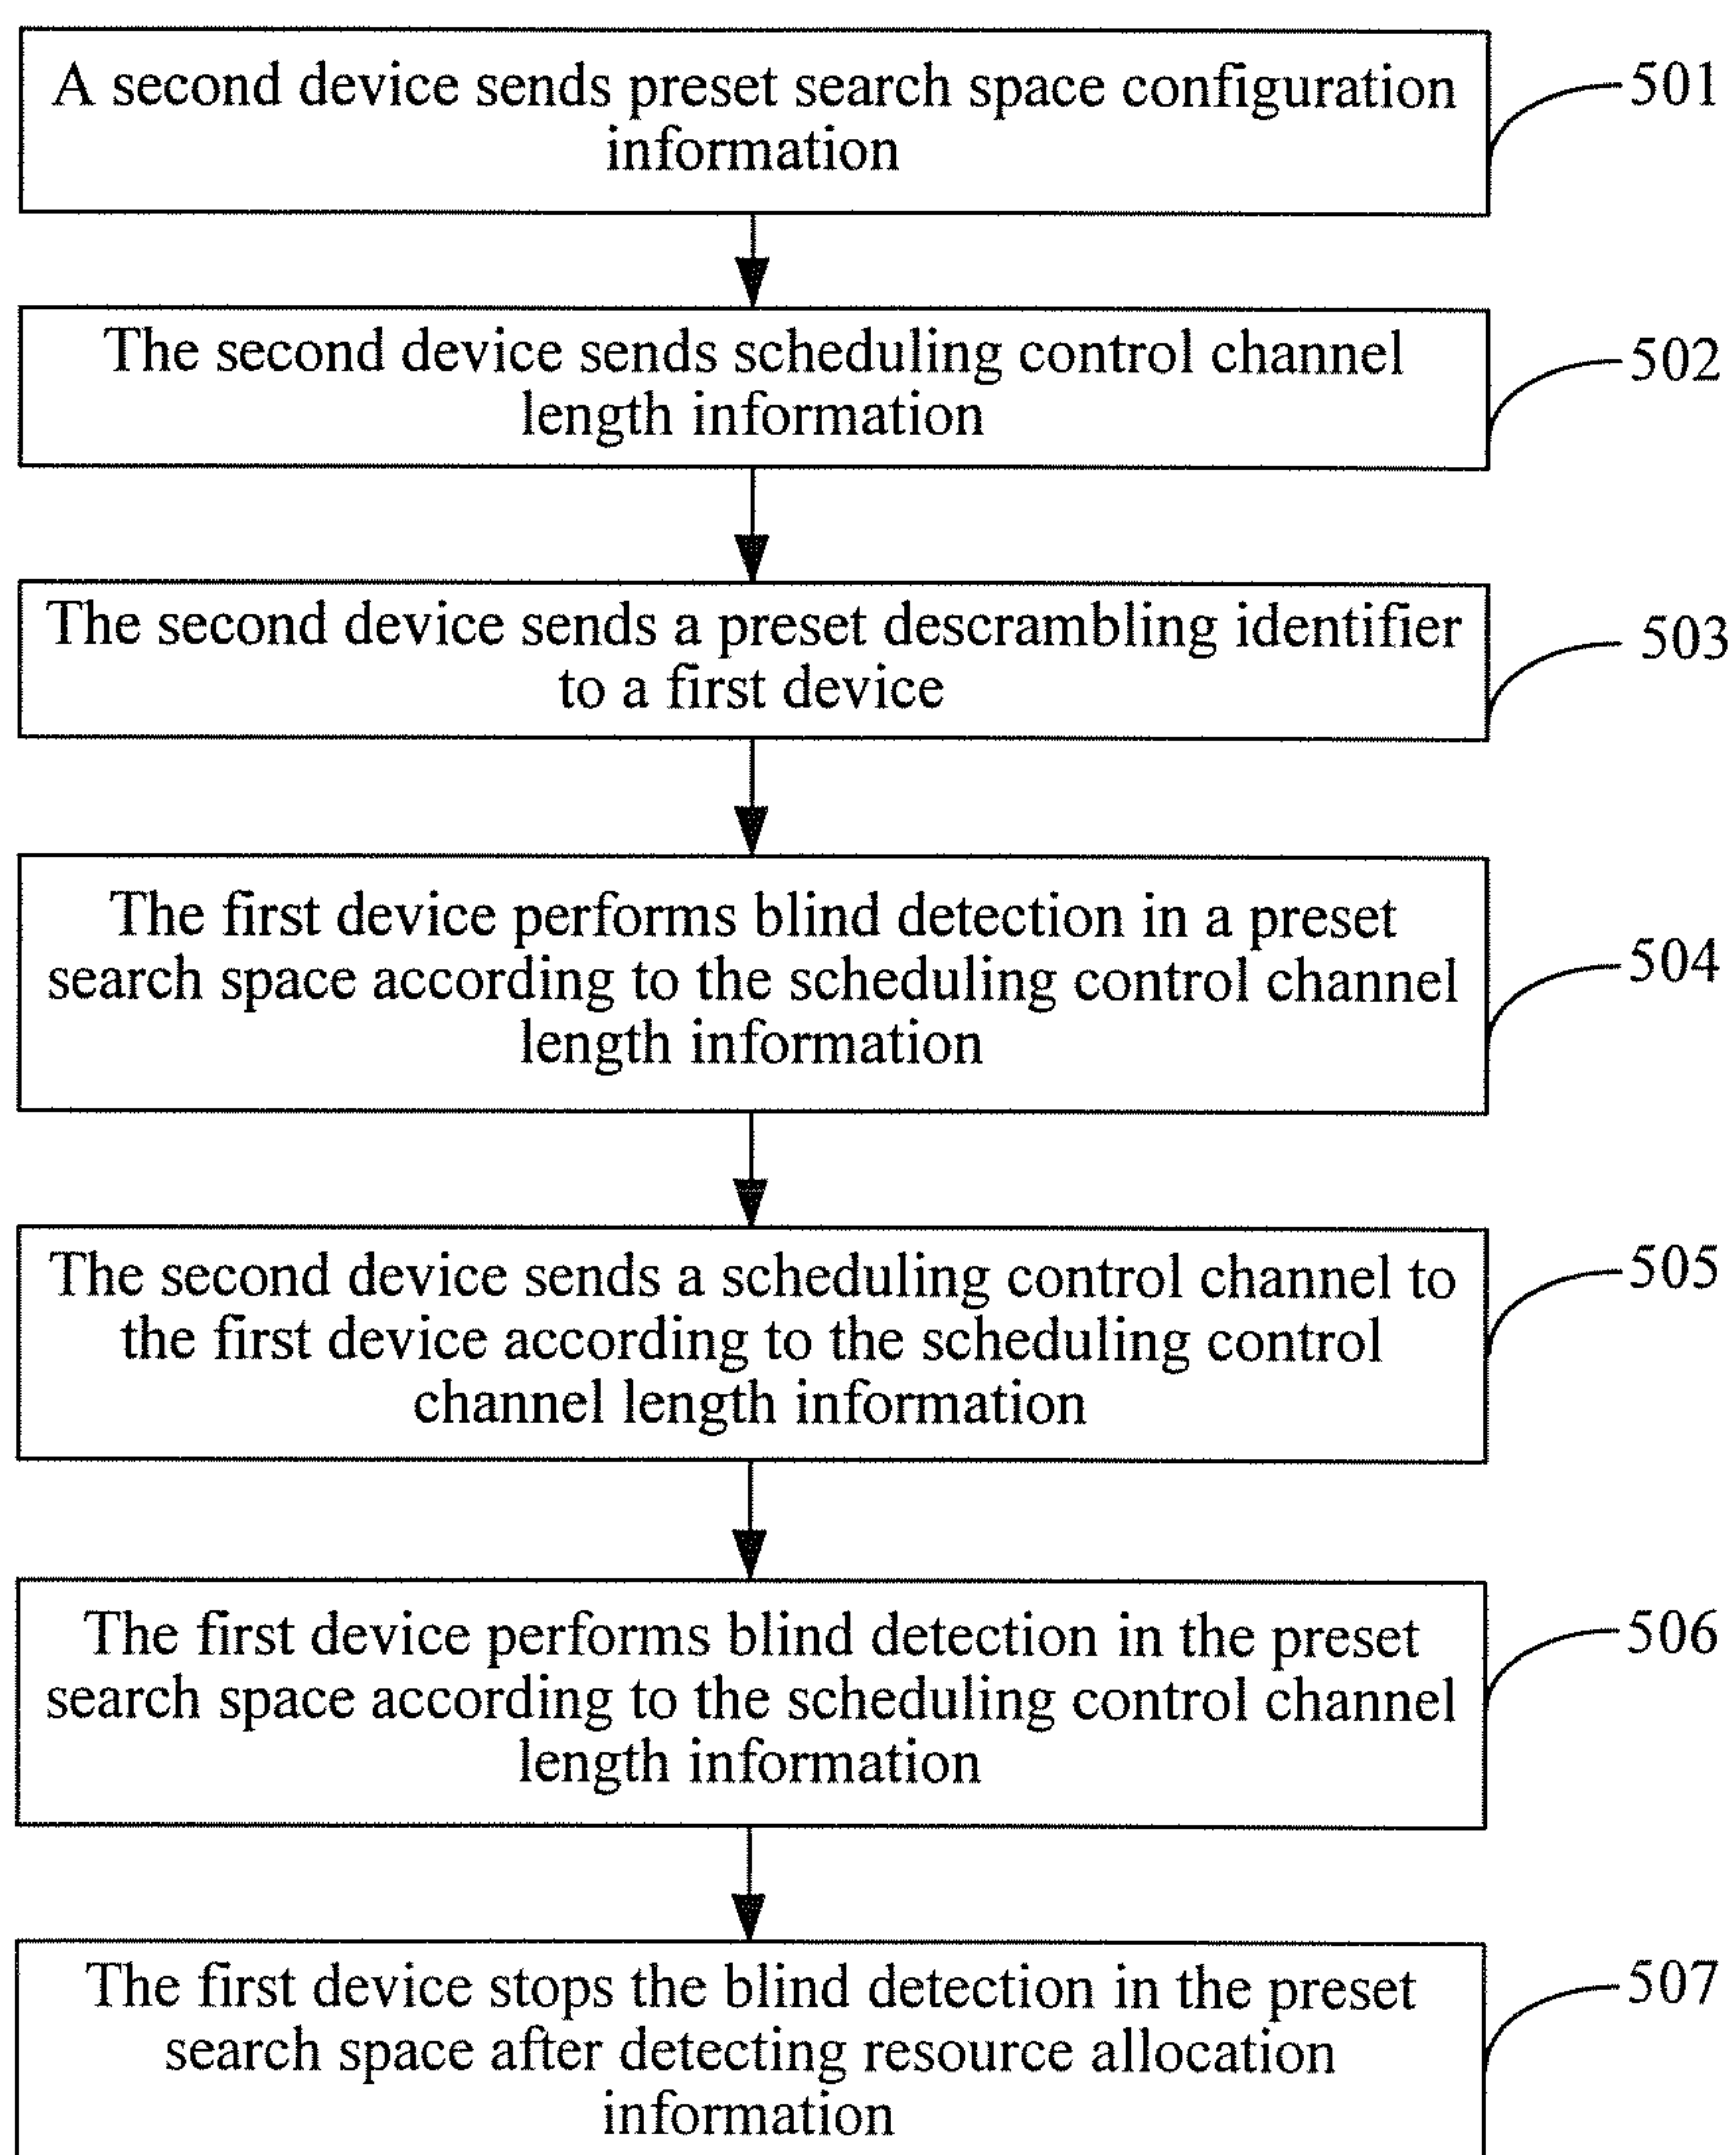 A second device sends preset search space configuration
information
501
The second device sends scheduling control channel
length information
502
The second device sends a preset descrambling identifier
to a first device
503
The first device performs blind detection in a preset
search space according to the scheduling control channel
length information
504
The second device sends a scheduling control channel to
the first device according to the scheduling control
channel length information
505
The first device performs blind detection in the preset
search space according to the scheduling control channel
length information
506
The first device stops the blind detection in the preset
search space after detecting resource allocation
information
507